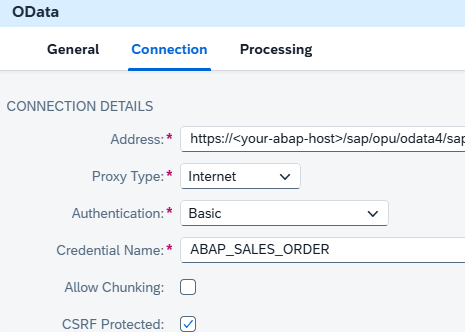 OData
General Connection Processing
CONNECTION DETAILS
Address:* https://<your-abap-host>/sap/opu/odata4/sap
Proxy Type:* Internet
Authentication:* Basic
Credential Name:* ABAP_SALES_ORDER
Allow Chunking:
CSRF Protected: